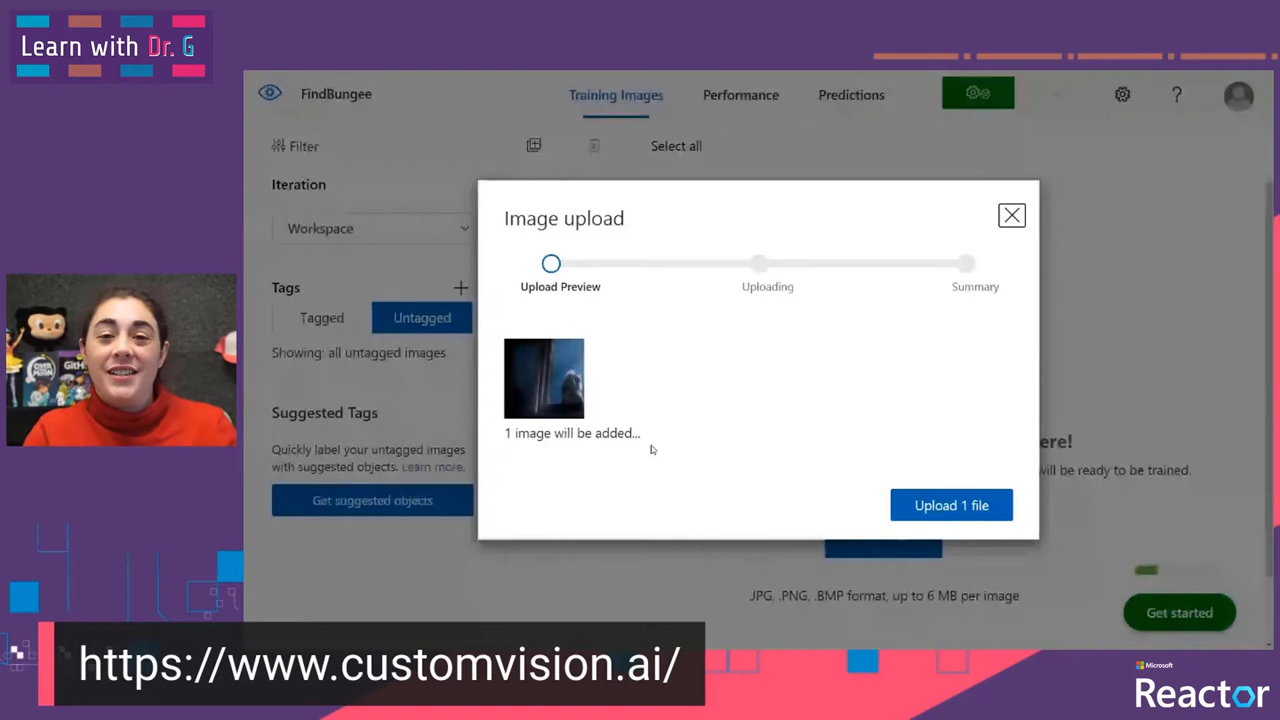 Learn with Dr. G
FindBungee
Training Images
Performance
Predictions
?
Filter
Select all
Iteration
Workspace
Tags
Tagged
Untagged
Showing: all untagged images
Suggested Tags
Quickly label your untagged images
with suggested objects. Learn more.
Get suggested objects
Image upload
Upload Preview
Uploading
Summary
1 image will be added...
Upload 1 file
ere!
will be ready to be trained.
JPG, .PNG, .BMP format, up to 6 MB per image
Get started
OVER
MOON
GitH
https://www.customvision.ai/
Microsoft
Reactor